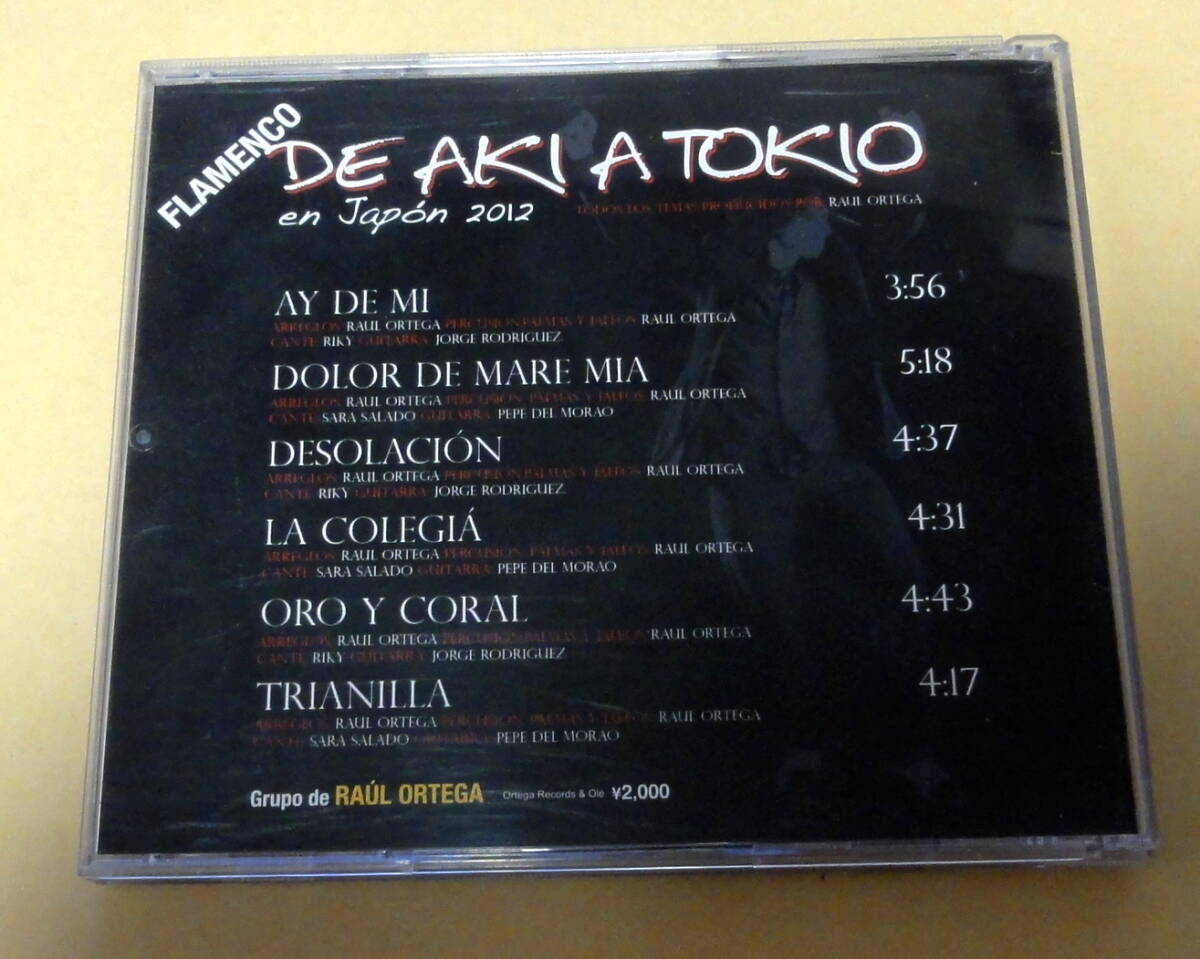 FLAMENCO
DE AKI A TOKIO
en Japón 2012
TODOS LOS TEMAS PRODUCIDOS POR RAUL ORTEGA
AY DE MI 3:56
ARREGLOS RAUL ORTEGA PERCUSION PALMAS Y JALEOS RAUL ORTEGA
CANTE RIKY GUITARRA JORGE RODRIGUEZ
DOLOR DE MARE MIA 5:18
ARREGLOS RAUL ORTEGA PERCUSION, PALMAS Y JALEOS RAUL ORTEGA
CANTE SARA SALADO GUITARRA PEPE DEL MORAO
DESOLACIÓN 4:37
ARREGLOS RAUL ORTEGA PERCUSION PALMAS Y JALEOS RAUL ORTEGA
CANTE RIKY GUITARRA JORGE RODRIGUEZ
LA COLEGIÁ 4:31
ARREGLOS RAUL ORTEGA PERCUSION, PALMAS Y JALEOS RAUL ORTEGA
CANTE SARA SALADO GUITARRA PEPE DEL MORAO
ORO Y CORAL 4:43
ARREGLOS RAUL ORTEGA PERCUSION PALMAS Y JALEOS RAUL ORTEGA
CANTE RIKY GUITARRA JORGE RODRIGUEZ
TRIANILLA 4:17
ARREGLOS RAUL ORTEGA PERCUSION, PALMAS Y JALEOS RAUL ORTEGA
CANTE SARA SALADO GUITARRA PEPE DEL MORAO
Grupo de RAÚL ORTEGA Ortega Records & Olé ¥2,000